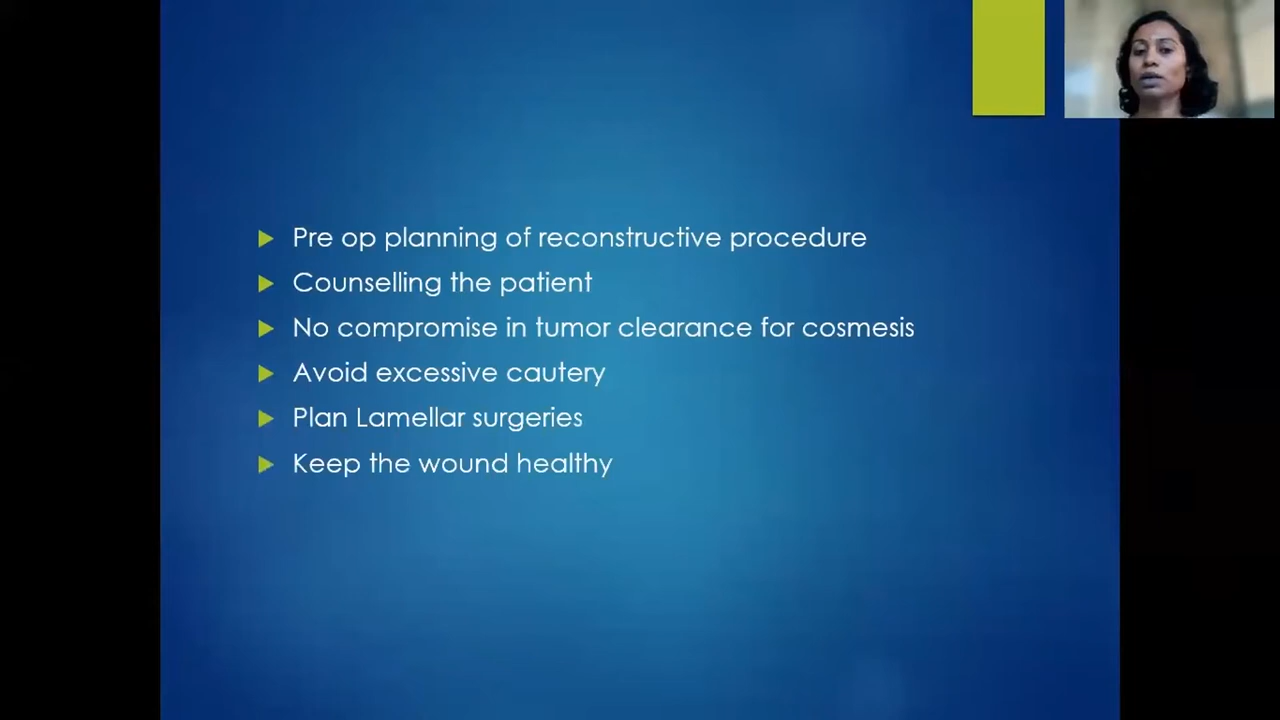 Pre op planning of reconstructive procedure
Counselling the patient
No compromise in tumor clearance for cosmesis
Avoid excessive cautery
Plan Lamellar surgeries
Keep the wound healthy